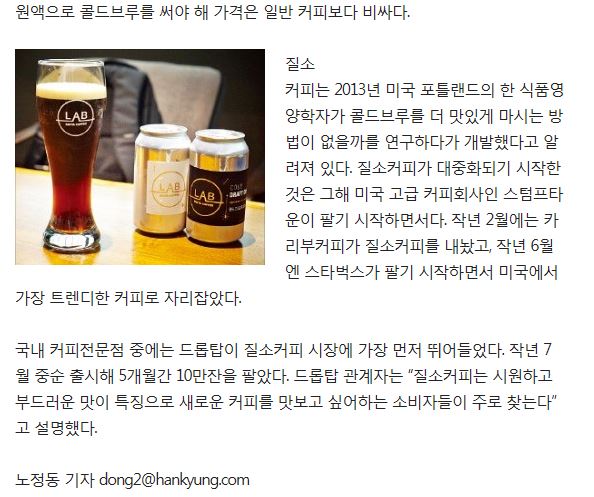 원액으로 콜드브루를 써야 해 가격은 일반 커피보다 비싸다.
LAB
LAB
LAB
COLD
질소
커피는 2013년 미국 포틀랜드의 한 식품영
양학자가 콜드브루를 더 맛있게 마시는 방
법이 없을까를 연구하다가 개발했다고 알
려져 있다. 질소커피가 대중화되기 시작한
것은 그해 미국 고급 커피회사인 스텀프타
운이 팔기 시작하면서다. 작년 2월에는 카
리부커피가 질소커피를 내놨고, 작년 6월
엔 스타벅스가 팔기 시작하면서 미국에서
가장 트렌디한 커피로 자리잡았다.
국내 커피전문점 중에는 드롭탑이 질소커피 시장에 가장 먼저 뛰어들었다. 작년 7
월 중순 출시해 5개월간 10만잔을 팔았다. 드롭탑 관계자는 “질소커피는 시원하고
부드러운 맛이 특징으로 새로운 커피를 맛보고 싶어하는 소비자들이 주로 찾는다”
고 설명했다.
노정동 기자 dong2@hankyung.com